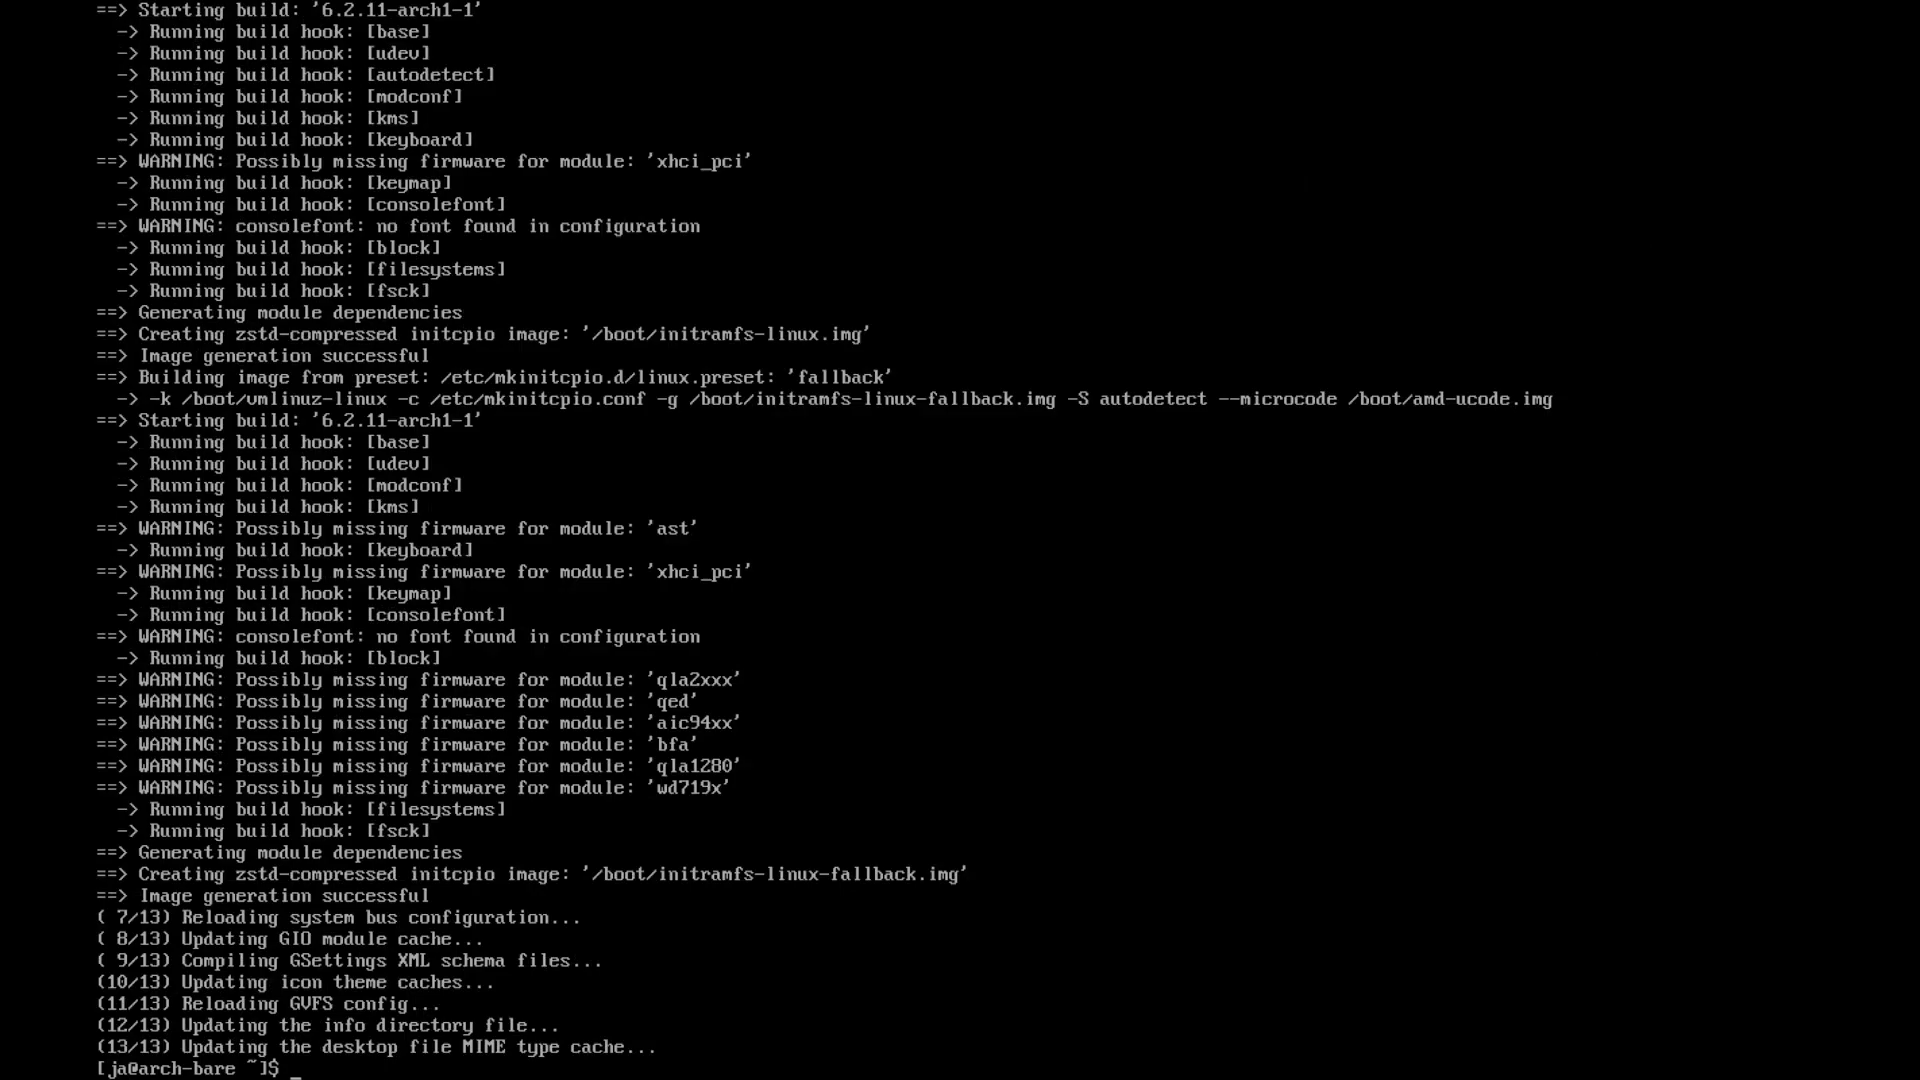 ==> Starting build: '6.2.11-arch1-1'
  -> Running build hook: [base]
  -> Running build hook: [udev]
  -> Running build hook: [autodetect]
  -> Running build hook: [modconf]
  -> Running build hook: [kms]
  -> Running build hook: [keyboard]
==> WARNING: Possibly missing firmware for module: 'xhci_pci'
  -> Running build hook: [keymap]
  -> Running build hook: [consolefont]
==> WARNING: consolefont: no font found in configuration
  -> Running build hook: [block]
  -> Running build hook: [filesystems]
  -> Running build hook: [fsck]
==> Generating module dependencies
==> Creating zstd-compressed initcpio image: '/boot/initramfs-linux.img'
==> Image generation successful
==> Building image from preset: /etc/mkinitcpio.d/linux.preset: 'fallback'
  -> -k /boot/vmlinuz-linux -c /etc/mkinitcpio.conf -g /boot/initramfs-linux-fallback.img -S autodetect --microcode /boot/amd-ucode.img
==> Starting build: '6.2.11-arch1-1'
  -> Running build hook: [base]
  -> Running build hook: [udev]
  -> Running build hook: [modconf]
  -> Running build hook: [kms]
==> WARNING: Possibly missing firmware for module: 'ast'
  -> Running build hook: [keyboard]
==> WARNING: Possibly missing firmware for module: 'xhci_pci'
  -> Running build hook: [keymap]
  -> Running build hook: [consolefont]
==> WARNING: consolefont: no font found in configuration
  -> Running build hook: [block]
==> WARNING: Possibly missing firmware for module: 'qla2xxx'
==> WARNING: Possibly missing firmware for module: 'qed'
==> WARNING: Possibly missing firmware for module: 'aic94xx'
==> WARNING: Possibly missing firmware for module: 'bfa'
==> WARNING: Possibly missing firmware for module: 'qla1280'
==> WARNING: Possibly missing firmware for module: 'wd719x'
  -> Running build hook: [filesystems]
  -> Running build hook: [fsck]
==> Generating module dependencies
==> Creating zstd-compressed initcpio image: '/boot/initramfs-linux-fallback.img'
==> Image generation successful
( 7/13) Reloading system bus configuration...
( 8/13) Updating GIO module cache...
( 9/13) Compiling GSettings XML schema files...
(10/13) Updating icon theme caches...
(11/13) Reloading GVFS config...
(12/13) Updating the info directory file...
(13/13) Updating the desktop file MIME type cache...
[ja@arch-bare ~]$ _